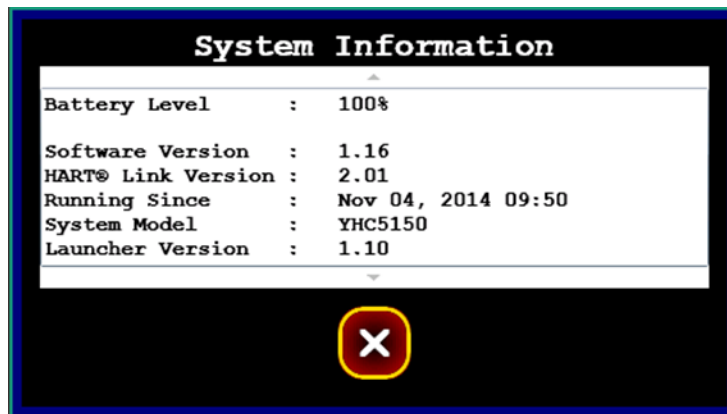 System Information
Battery Level : 100%
Software Version : 1.16
HART® Link Version : 2.01
Running Since : Nov 04, 2014 09:50
System Model : YHC5150
Launcher Version : 1.10